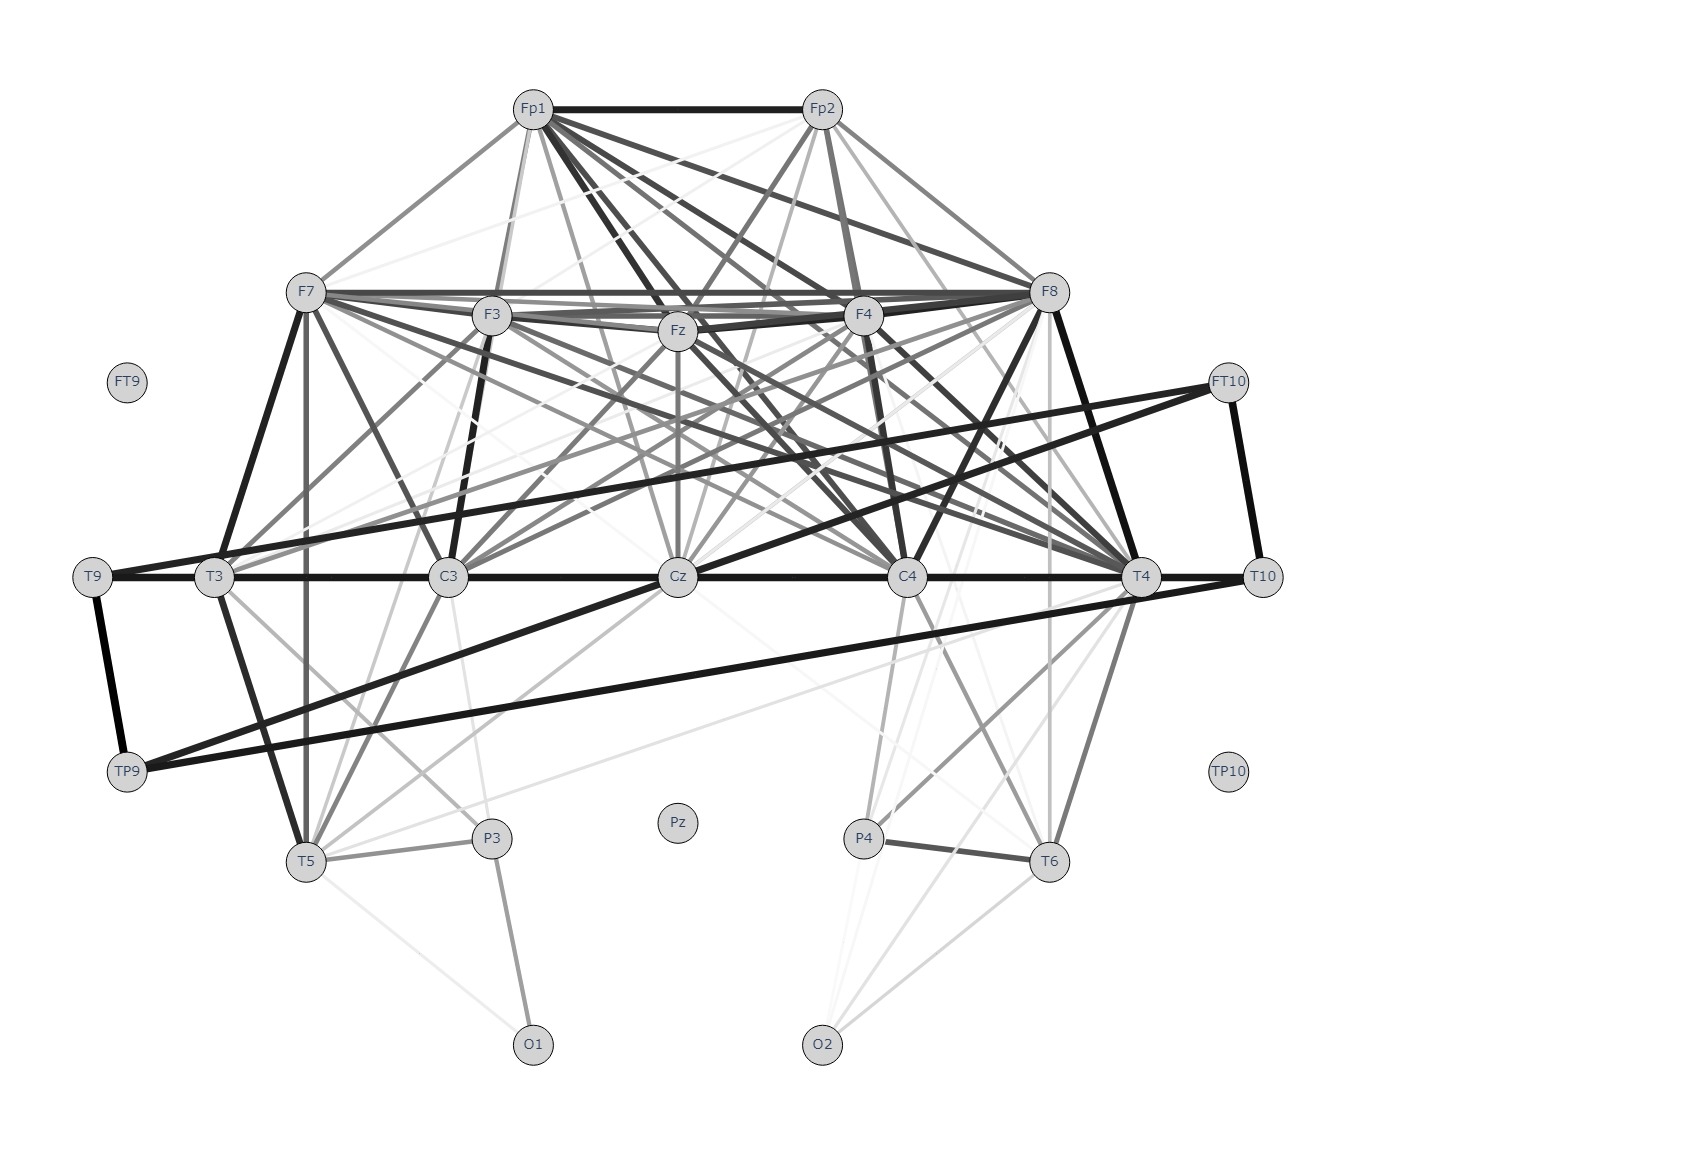 Fp1 Fp2
F7 F3 Fz F4 F8
FT9 FT10
T9 T3 C3 Cz C4 T4 T10
TP9 TP10
T5 P3 Pz P4 T6
O1 O2